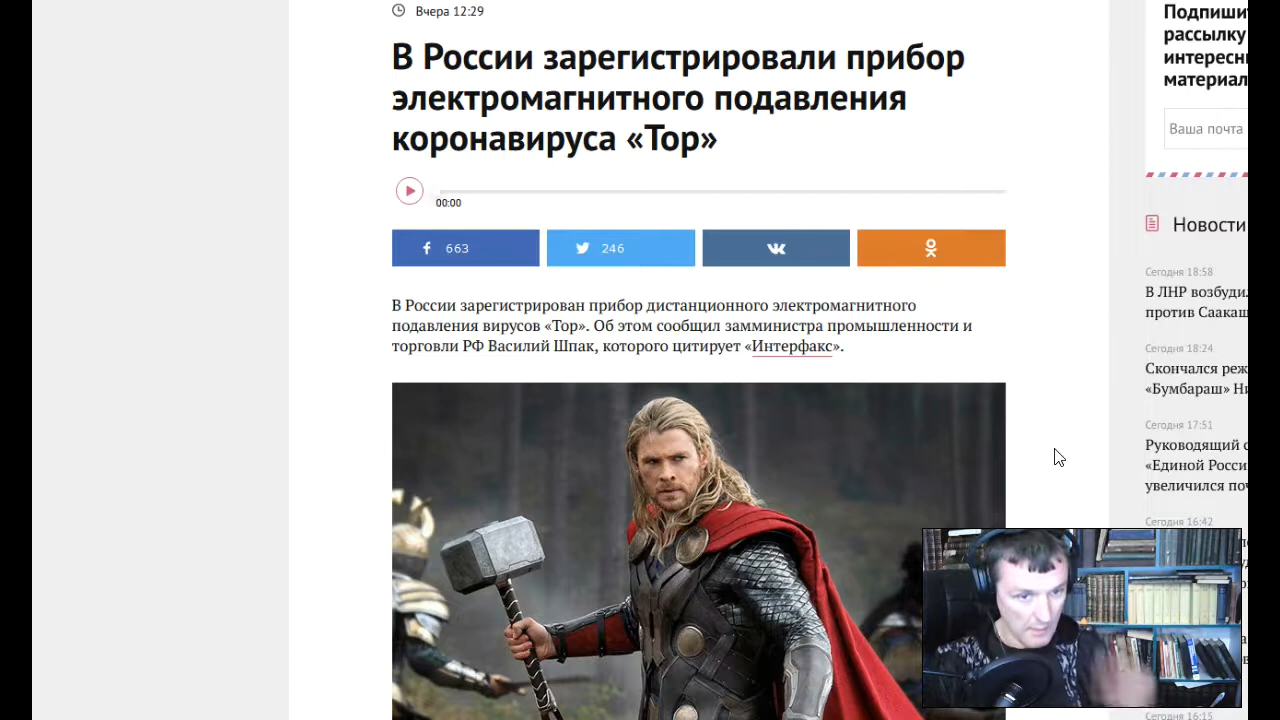 Вчера 12:29
В России зарегистрировали прибор
электромагнитного подавления
коронавируса «Тор»
00:00
663
246
В России зарегистрирован прибор дистанционного электромагнитного
подавления вирусов «Тор». Об этом сообщил замминистра промышленности и
торговли РФ Василий Шпак, которого цитирует «Интерфакс».
Подпиши
рассылку
интересн
материал
Ваша почта
Новости
Сегодня 18:58
В ЛНР возбуди
против Саакаш
Сегодня 18:24
Скончался реж
«Бумбараш» Ни
Сегодня 17:51
Руководящий с
«Единой Росси
увеличился поч
Сегодня 16:42
Сегодня 16:15